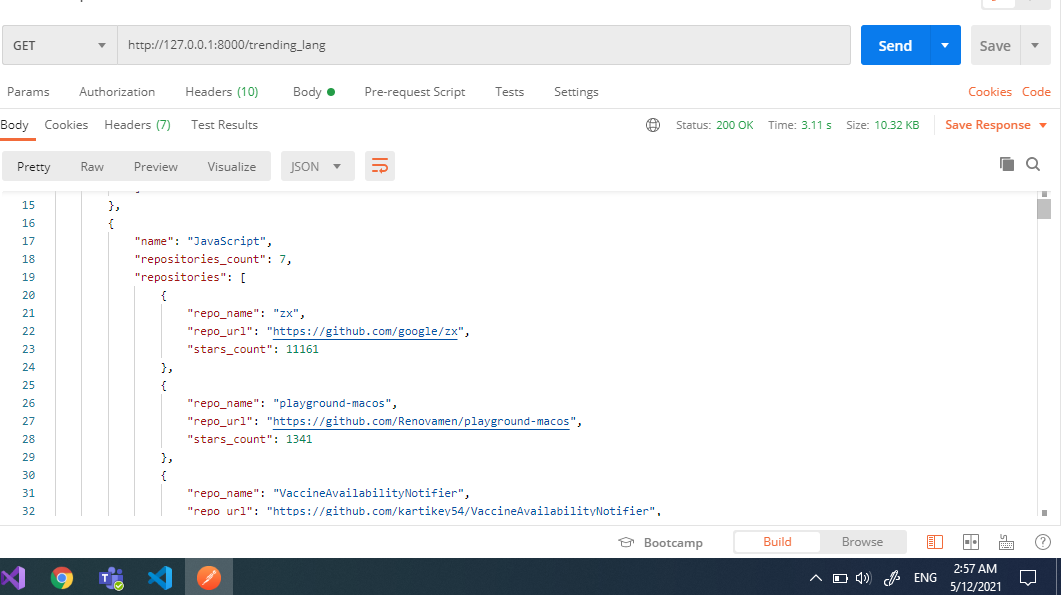 GET http://127.0.0.1:8000/trending_lang Send Save
Params Authorization Headers (10) Body Pre-request Script Tests Settings Cookies Code
Body Cookies Headers (7) Test Results Status: 200 OK Time: 3.11 s Size: 10.32 KB Save Response
Pretty Raw Preview Visualize JSON
15 },
16 {
17 "name": "JavaScript",
18 "repositories_count": 7,
19 "repositories": [
20 {
21 "repo_name": "zx",
22 "repo_url": "https://github.com/google/zx",
23 "stars_count": 11161
24 },
25 {
26 "repo_name": "playground-macos",
27 "repo_url": "https://github.com/Renovamen/playground-macos",
28 "stars_count": 1341
29 },
30 {
31 "repo_name": "VaccineAvailabilityNotifier",
32 "repo_url": "https://github.com/kartikey54/VaccineAvailabilityNotifier",
Bootcamp Build Browse
ENG 2:57 AM
5/12/2021